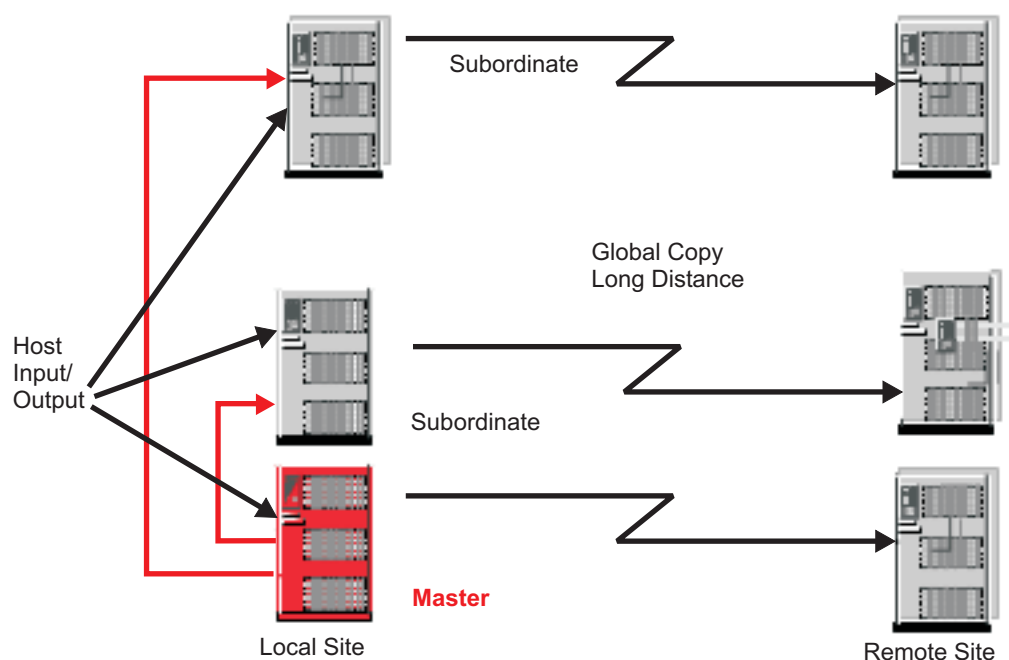 Subordinate
Global Copy
Long Distance
Host
Input/
Output
Subordinate
Master
Local Site
Remote Site